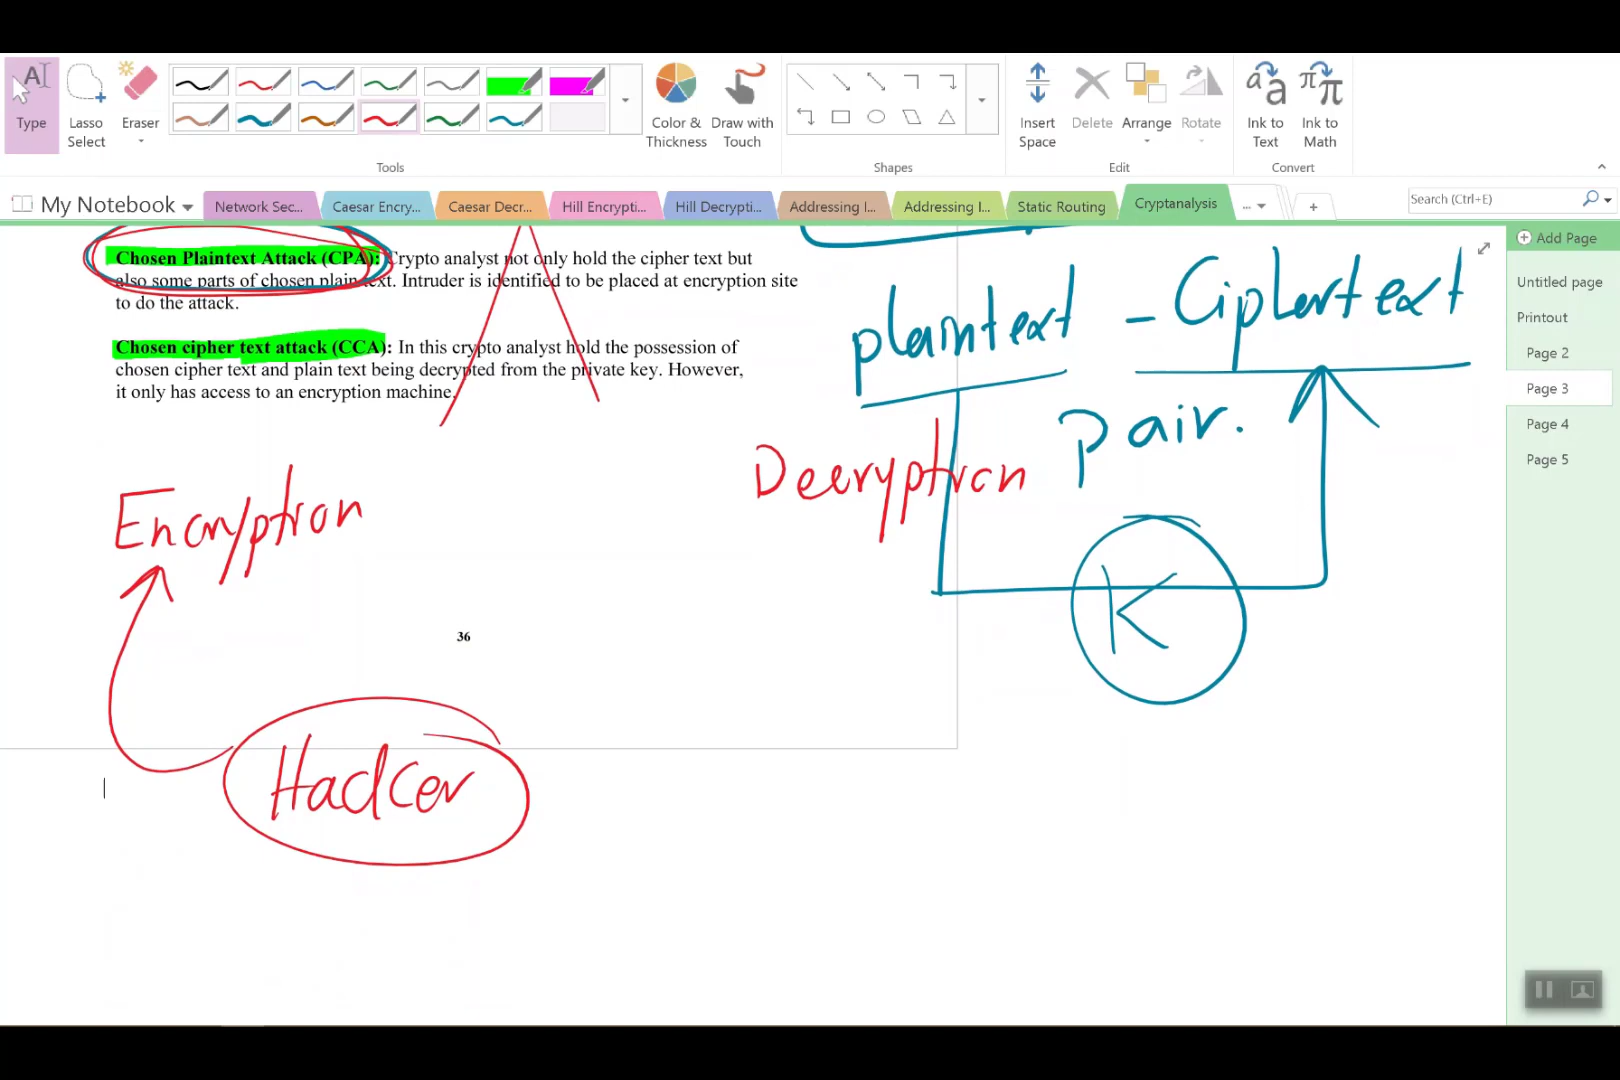 Type
Lasso Select
Eraser
Color & Thickness
Draw with Touch
Insert Space
Delete
Arrange
Rotate
Ink to Text
Ink to Math
Tools
Shapes
Edit
Convert
My Notebook
Network Sec...
Caesar Encry...
Caesar Decr...
Hill Encrypti...
Hill Decrypti...
Addressing I...
Addressing I...
Static Routing
Cryptanalysis
...
Search (Ctrl+E)
Add Page
Untitled page
Printout
Page 2
Page 3
Page 4
Page 5
Chosen Plaintext Attack (CPA): Crypto analyst not only hold the cipher text but
also some parts of chosen plain text. Intruder is identified to be placed at encryption site
to do the attack.
Chosen cipher text attack (CCA): In this crypto analyst hold the possession of
chosen cipher text and plain text being decrypted from the private key. However,
it only has access to an encryption machine.
plaintext - Ciphertext
pair.
Decryption
Encryption
K
36
Hadcer